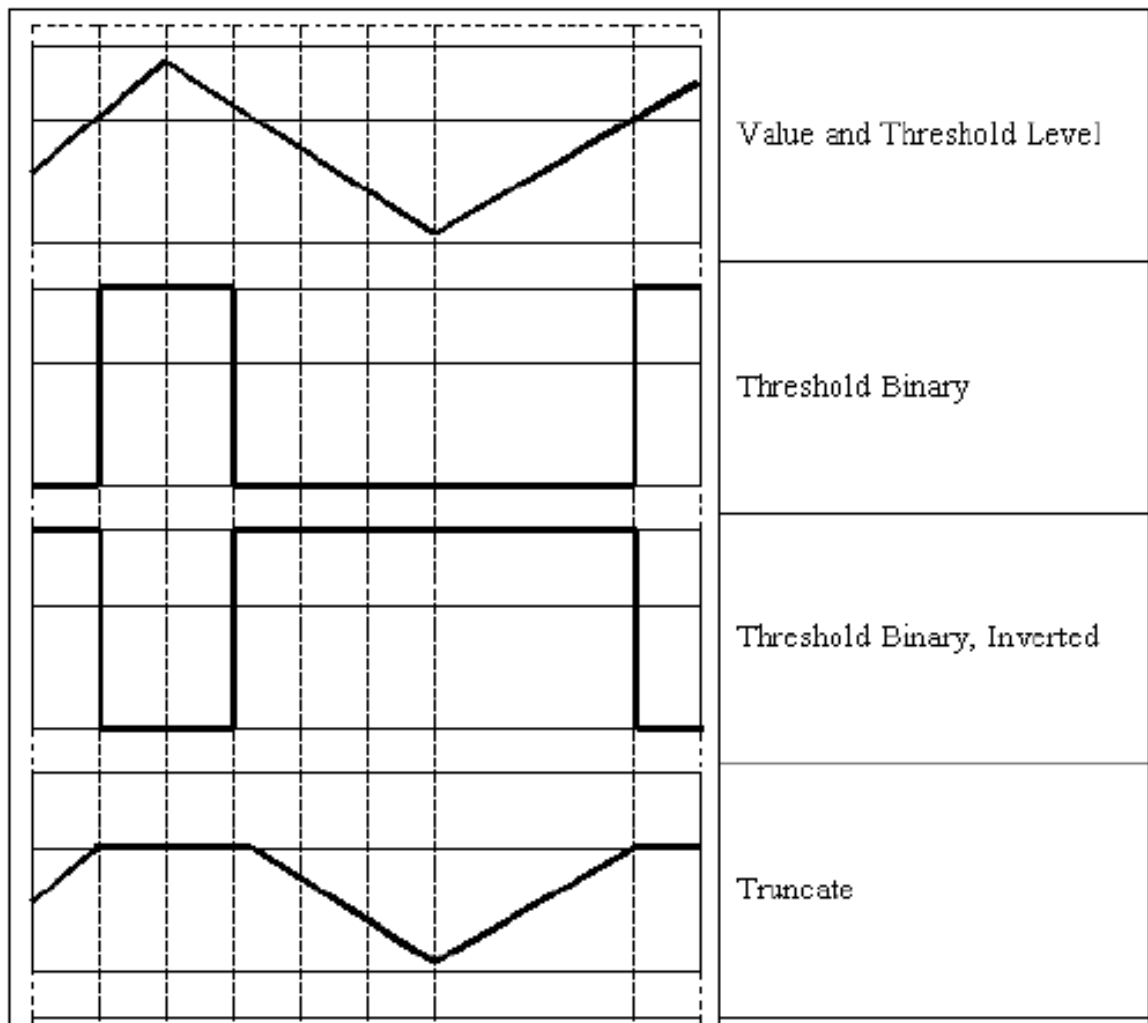 Value and Threshold Level
Threshold Binary
Threshold Binary, Inverted
Truncate